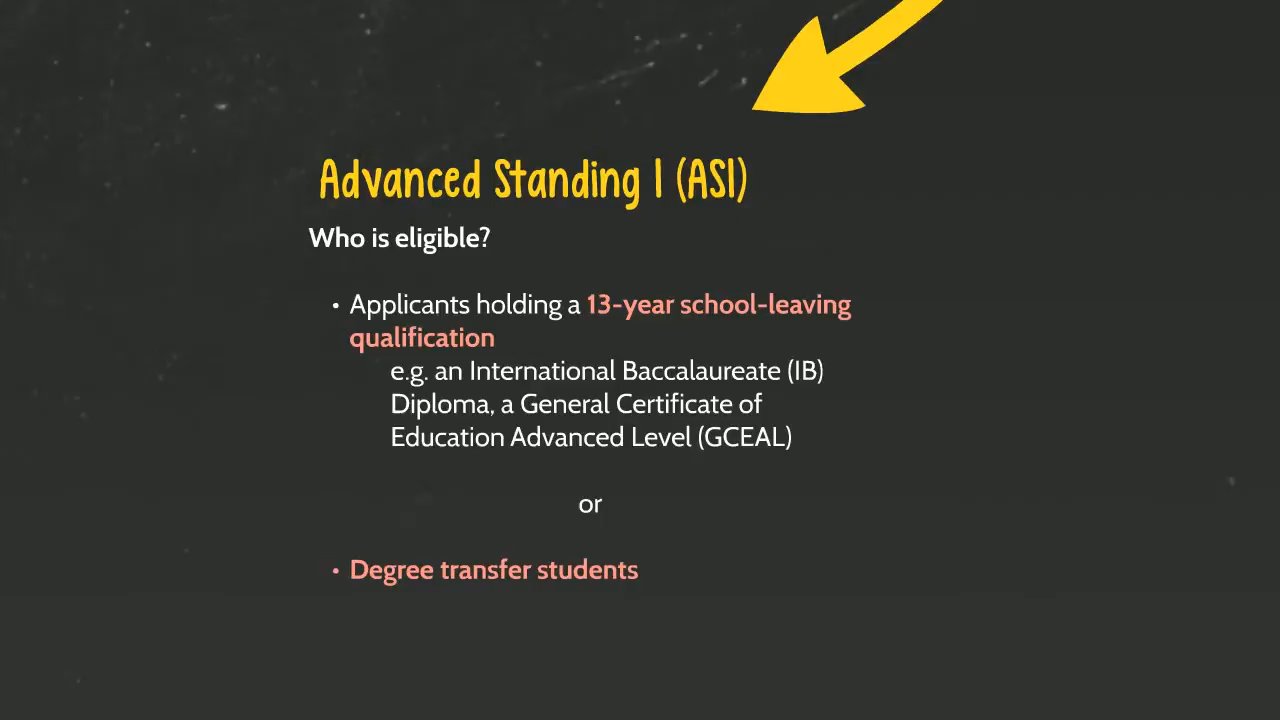 Advanced Standing I (ASI)
Who is eligible?
• Applicants holding a 13-year school-leaving
qualification
e.g. an International Baccalaureate (IB)
Diploma, a General Certificate of
Education Advanced Level (GCEAL)
or
• Degree transfer students